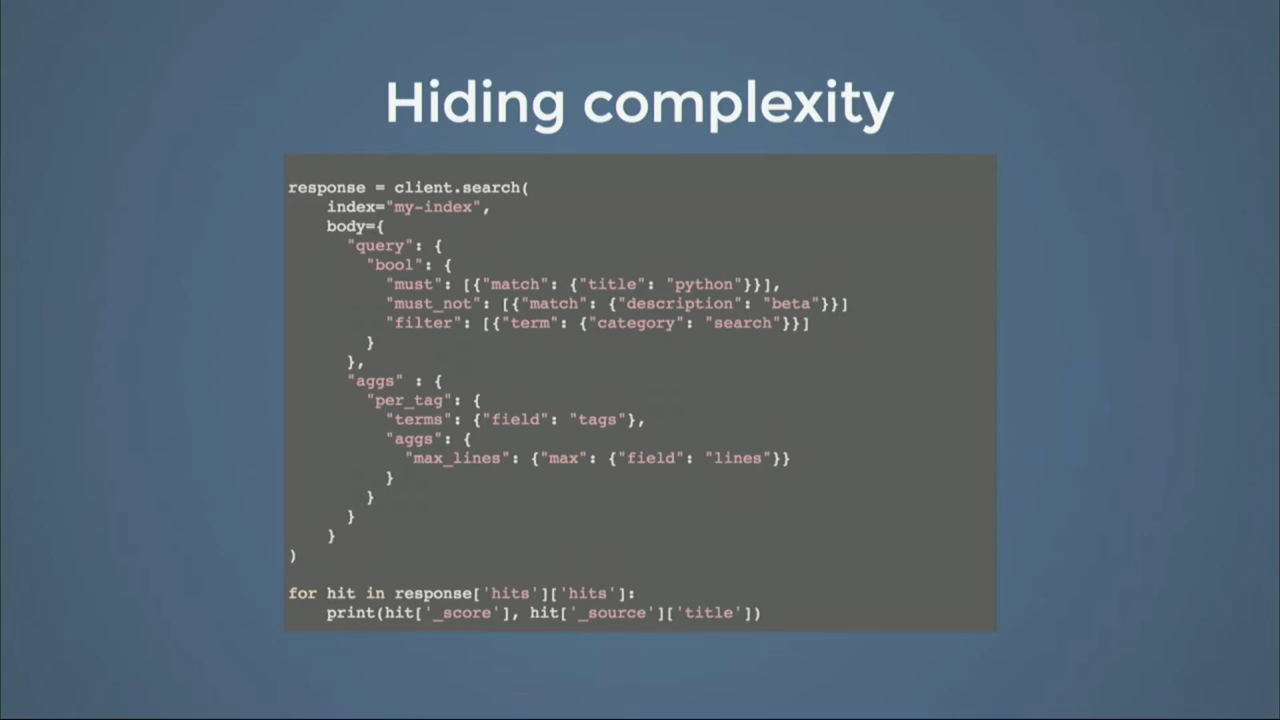 Hiding complexity
response = client.search(
    index="my-index",
    body={
      "query": {
        "bool": {
          "must": [{"match": {"title": "python"}}],
          "must_not": [{"match": {"description": "beta"}}]
          "filter": [{"term": {"category": "search"}}]
        }
      },
      "aggs" : {
        "per_tag": {
          "terms": {"field": "tags"},
          "aggs": {
            "max_lines": {"max": {"field": "lines"}}
          }
        }
      }
    }
)
for hit in response['hits']['hits']:
    print(hit['_score'], hit['_source']['title'])